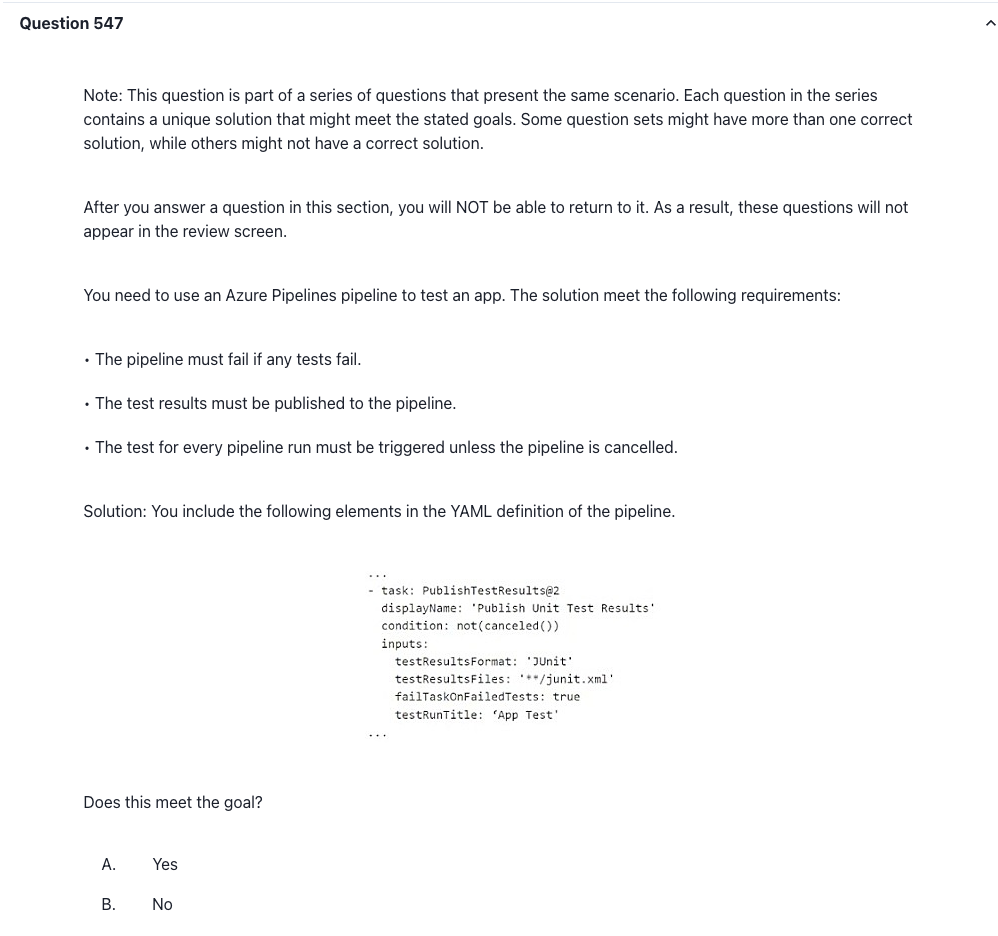 Question 547
Note: This question is part of a series of questions that present the same scenario. Each question in the series
contains a unique solution that might meet the stated goals. Some question sets might have more than one correct
solution, while others might not have a correct solution.
After you answer a question in this section, you will NOT be able to return to it. As a result, these questions will not
appear in the review screen.
You need to use an Azure Pipelines pipeline to test an app. The solution meet the following requirements:
• The pipeline must fail if any tests fail.
• The test results must be published to the pipeline.
• The test for every pipeline run must be triggered unless the pipeline is cancelled.
Solution: You include the following elements in the YAML definition of the pipeline.
...
- task: PublishTestResults@2
displayName: 'Publish Unit Test Results'
condition: not(canceled())
inputs:
testResultsFormat: 'JUnit'
testResultsFiles: '**/junit.xml'
failTaskOnFailedTests: true
testRunTitle: ‘App Test'
...
Does this meet the goal?
A. Yes
B. No